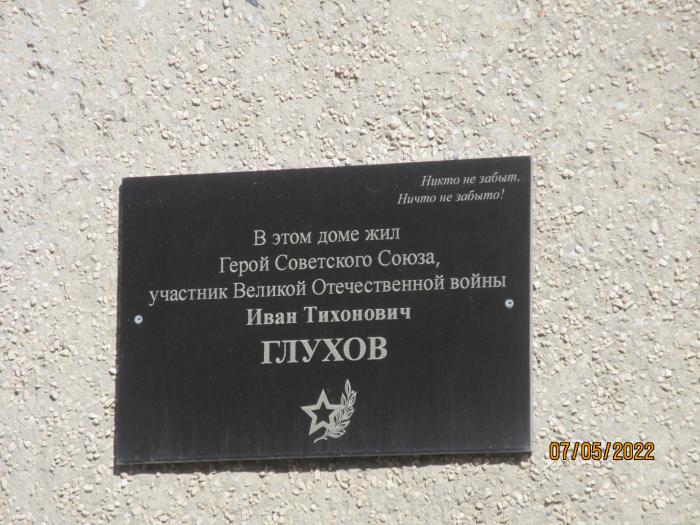 Никто не забыт,
Ничто не забыто!
В этом доме жил
Герой Советского Союза,
участник Великой Отечественной войны
Иван Тихонович
ГЛУХОВ
07/05/2022